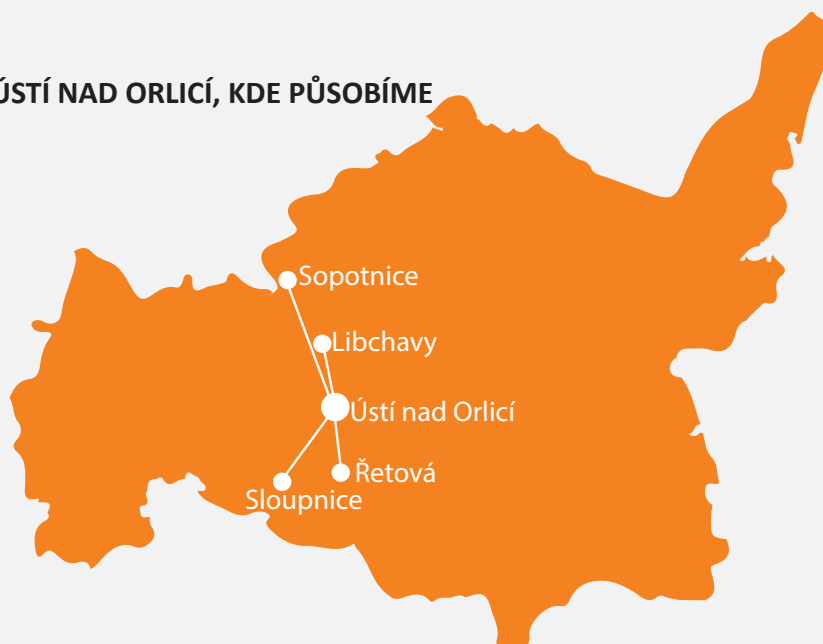 ÚSTÍ NAD ORLICÍ, KDE PŮSOBÍME
Sopotnice
Libchavy
Ústí nad Orlicí
Řetová
Sloupnice